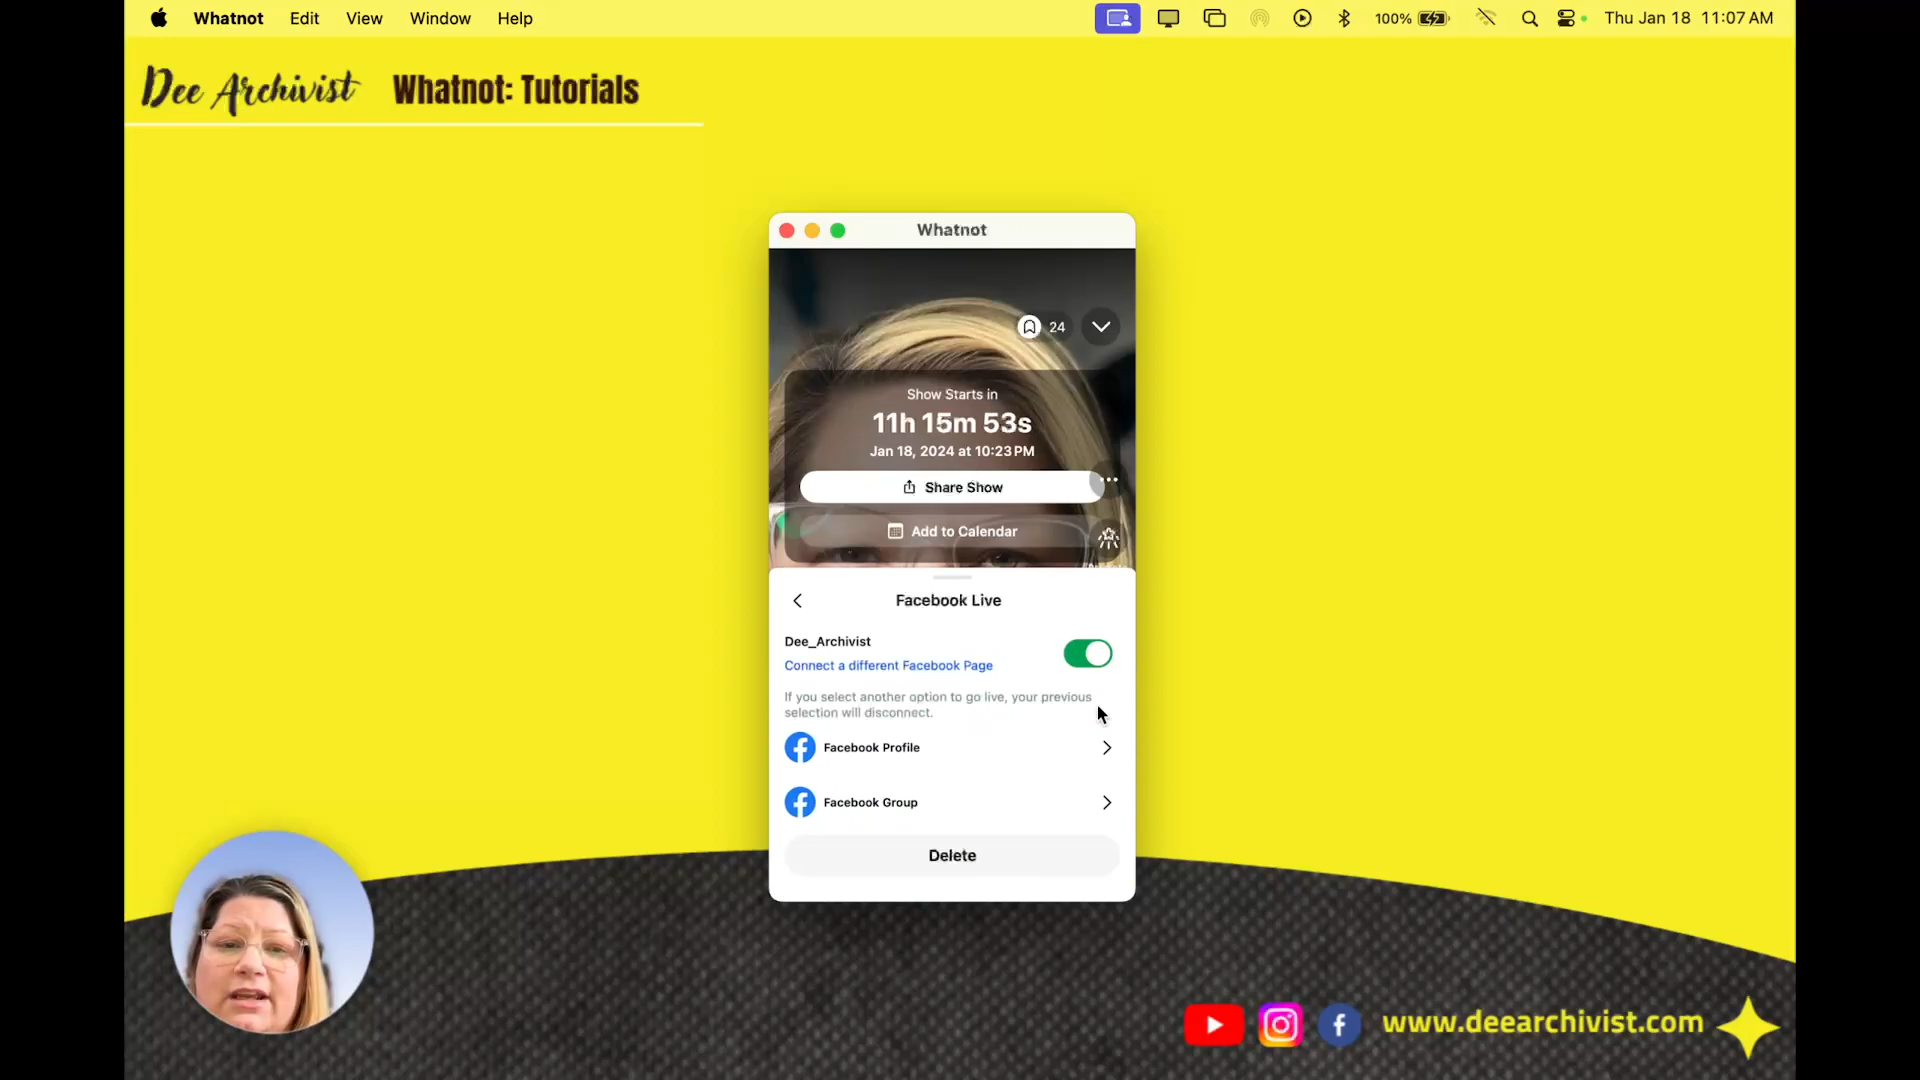 Whatnot Edit View Window Help 100% Thu Jan 18 11:07 AM
Dee Archivist Whatnot: Tutorials
Whatnot
24
Show Starts in
11h 15m 53s
Jan 18, 2024 at 10:23 PM
Share Show
Add to Calendar
Facebook Live
Dee_Archivist
Connect a different Facebook Page
If you select another option to go live, your previous
selection will disconnect.
Facebook Profile
Facebook Group
Delete
www.deearchivist.com